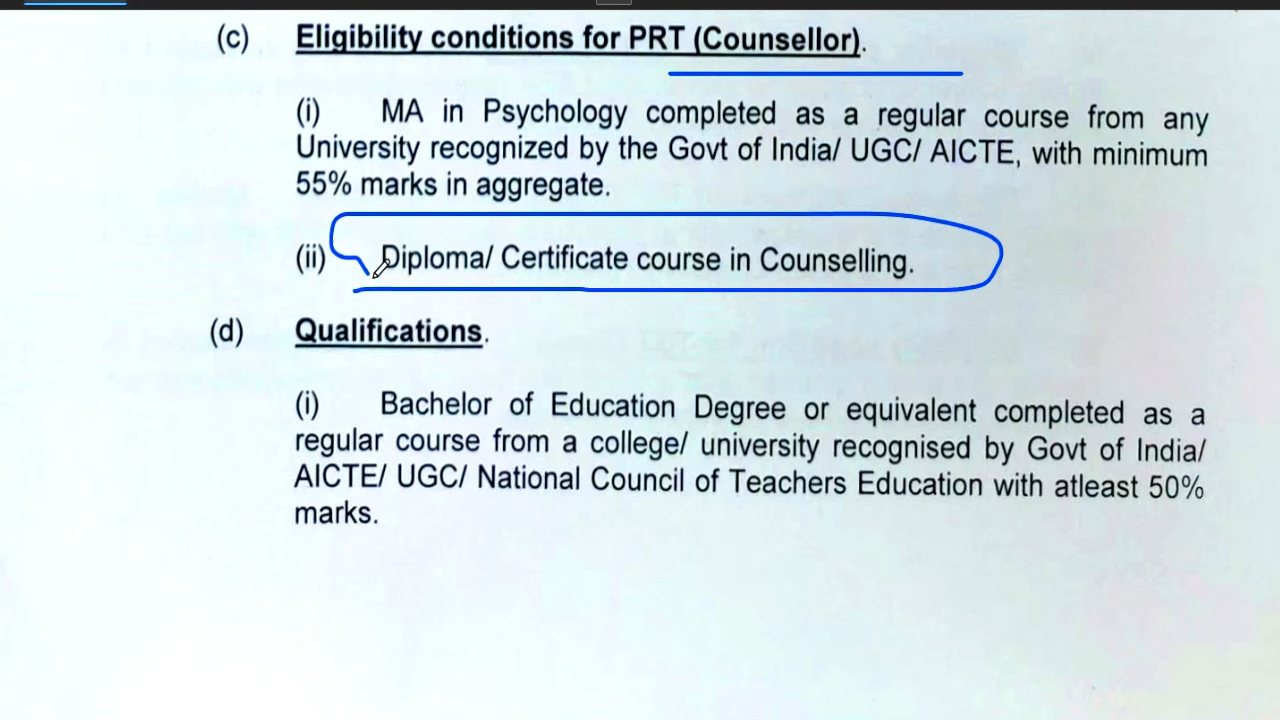 (c) Eligibility conditions for PRT (Counsellor).
(i) MA in Psychology completed as a regular course from any
University recognized by the Govt of India/ UGC/ AICTE, with minimum
55% marks in aggregate.
(ii) Diploma/ Certificate course in Counselling.
(d) Qualifications.
(i) Bachelor of Education Degree or equivalent completed as a
regular course from a college/ university recognised by Govt of India/
AICTE/ UGC/ National Council of Teachers Education with atleast 50%
marks.